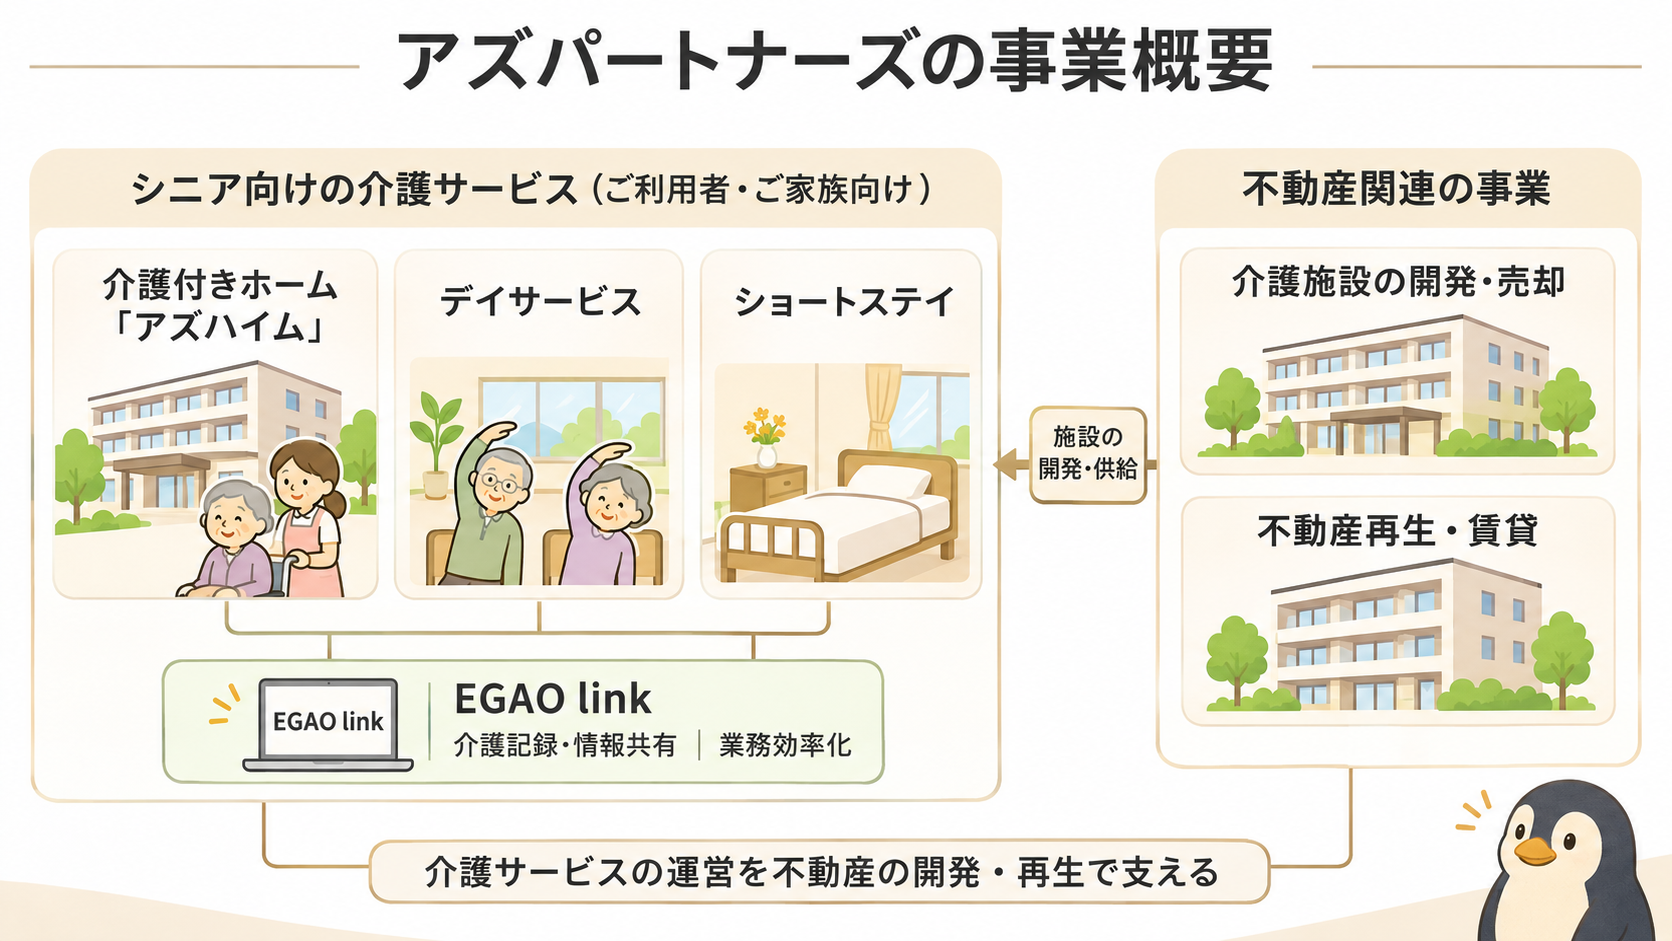 アズパートナーズの事業概要
シニア向けの介護サービス（ご利用者・ご家族向け）
介護付きホーム
「アズハイム」
デイサービス
ショートステイ
EGAO link
EGAO link
介護記録・情報共有｜業務効率化
施設の
開発・供給
不動産関連の事業
介護施設の開発・売却
不動産再生・賃貸
介護サービスの運営を不動産の開発・再生で支える